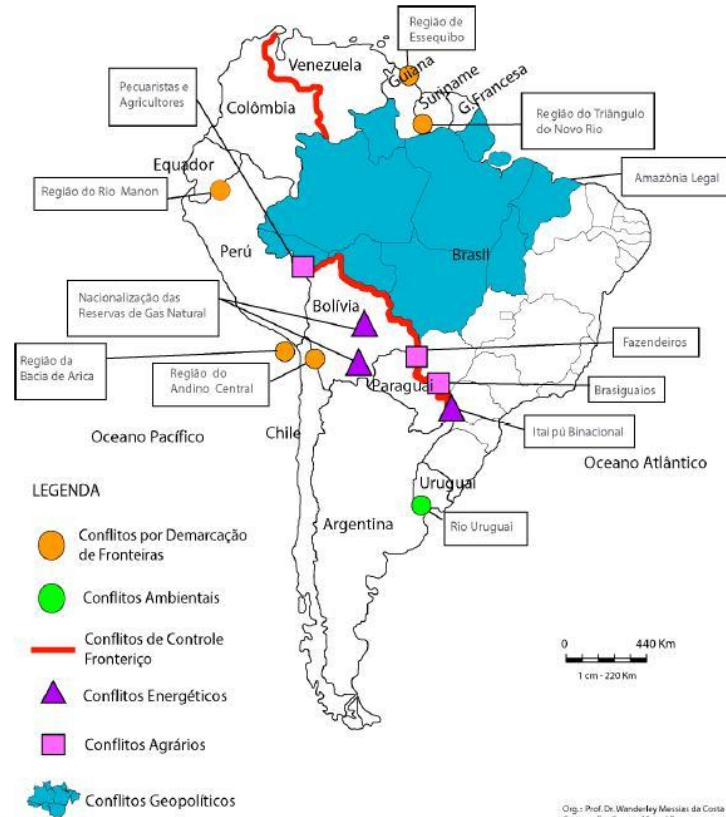 Região de
Essequibo
Venezuela
Guiana
Suriname
G.Francesa
Pecuaristas e
Agricultores
Colômbia
Região do Triângulo
do Novo Rio
Equador
Amazônia Legal
Região do Rio Manon
Perú
Brasil
Nacionalização das
Reservas de Gas Natural
Bolívia
Fazendeiros
Região da
Bacia de Arica
Região do
Andino Central
Paraguai
Brasiguaios
Oceano Pacífico
Chile
Itaipú Binacional
Oceano Atlântico
LEGENDA
Uruguai
Argentina
Rio Uruguai
Conflitos por Demarcação
de Fronteiras
Conflitos Ambientais
Conflitos de Controle
Fronteriço
0 440 Km
1 cm - 220 Km
Conflitos Energéticos
Conflitos Agrários
Conflitos Geopolíticos
Org.: Prof. Dr. Wanderley Messias da Costa